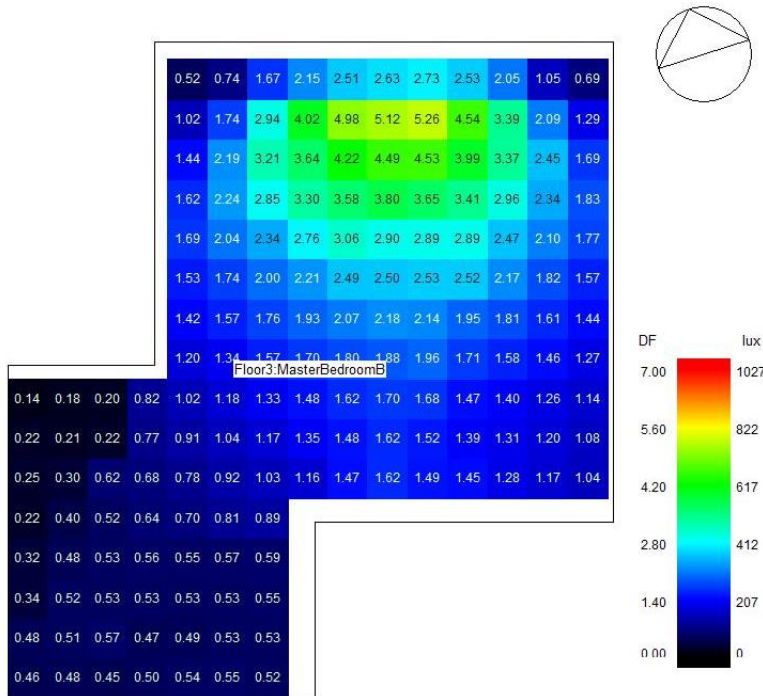 0.52 0.74 1.67 2.15 2.51 2.63 2.73 2.53 2.05 1.05 0.69
1.02 1.74 2.94 4.02 4.98 5.12 5.26 4.54 3.39 2.09 1.29
1.44 2.19 3.21 3.64 4.22 4.49 4.53 3.99 3.37 2.45 1.69
1.62 2.24 2.85 3.30 3.58 3.80 3.65 3.41 2.96 2.34 1.83
1.69 2.04 2.34 2.76 3.06 2.90 2.89 2.89 2.47 2.10 1.77
1.53 1.74 2.00 2.21 2.49 2.50 2.53 2.52 2.17 1.82 1.57
1.42 1.57 1.76 1.93 2.07 2.18 2.14 1.95 1.81 1.61 1.44
1.20 1.34 1.57 1.70 1.80 1.88 1.96 1.71 1.58 1.46 1.27
Floor3:MasterBedroomB
0.14 0.18 0.20 0.82 1.02 1.18 1.33 1.48 1.62 1.70 1.68 1.47 1.40 1.26 1.14
0.22 0.21 0.22 0.77 0.91 1.04 1.17 1.35 1.48 1.62 1.52 1.39 1.31 1.20 1.08
0.25 0.30 0.62 0.68 0.78 0.92 1.03 1.16 1.47 1.62 1.49 1.45 1.28 1.17 1.04
0.22 0.40 0.52 0.64 0.70 0.81 0.89
0.32 0.48 0.53 0.56 0.55 0.57 0.59
0.34 0.52 0.53 0.53 0.53 0.53 0.55
0.48 0.51 0.57 0.47 0.49 0.53 0.53
0.46 0.48 0.45 0.50 0.54 0.55 0.52
DF lux
7.00 1027
5.60 822
4.20 617
2.80 412
1.40 207
0.00 0